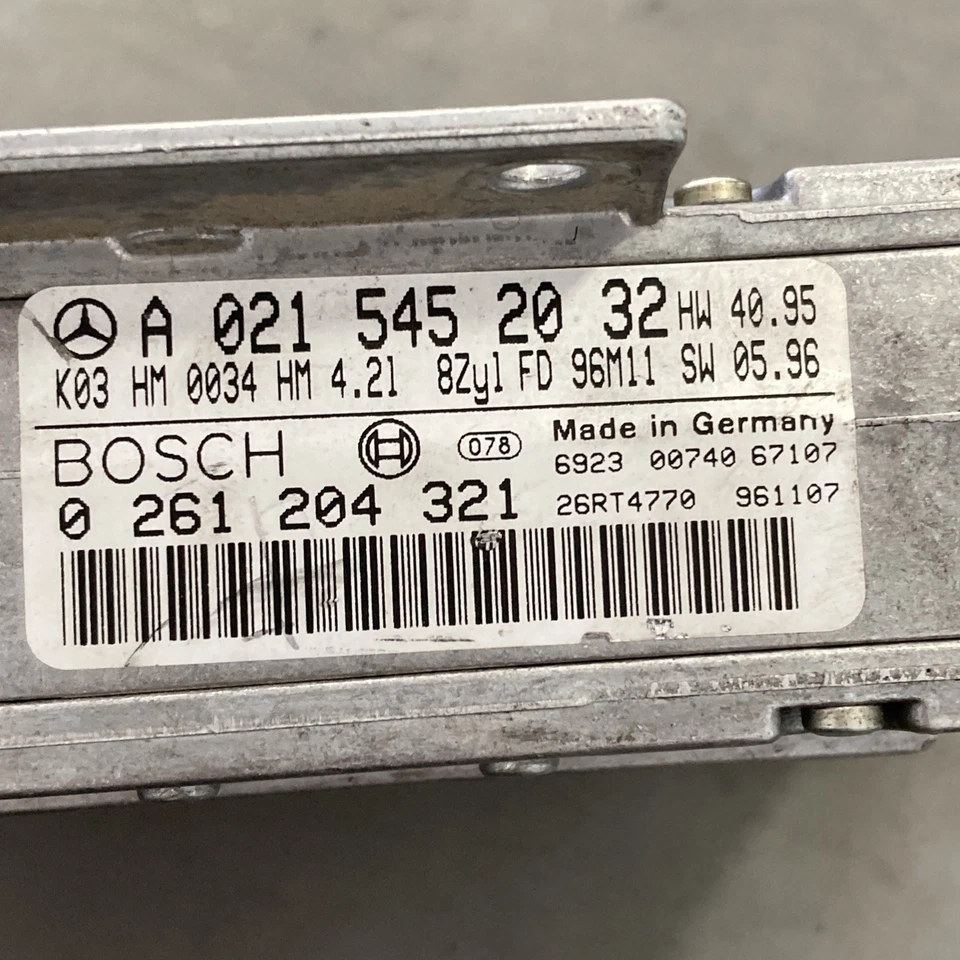 A 021 545 20 32 HW 40.95
K03 HM 0034 HM 4.2l 8Zyl FD 96M11 SW 05.96
BOSCH 078 Made in Germany
6923 00740 67107
0 261 204 321 26RT4770 961107